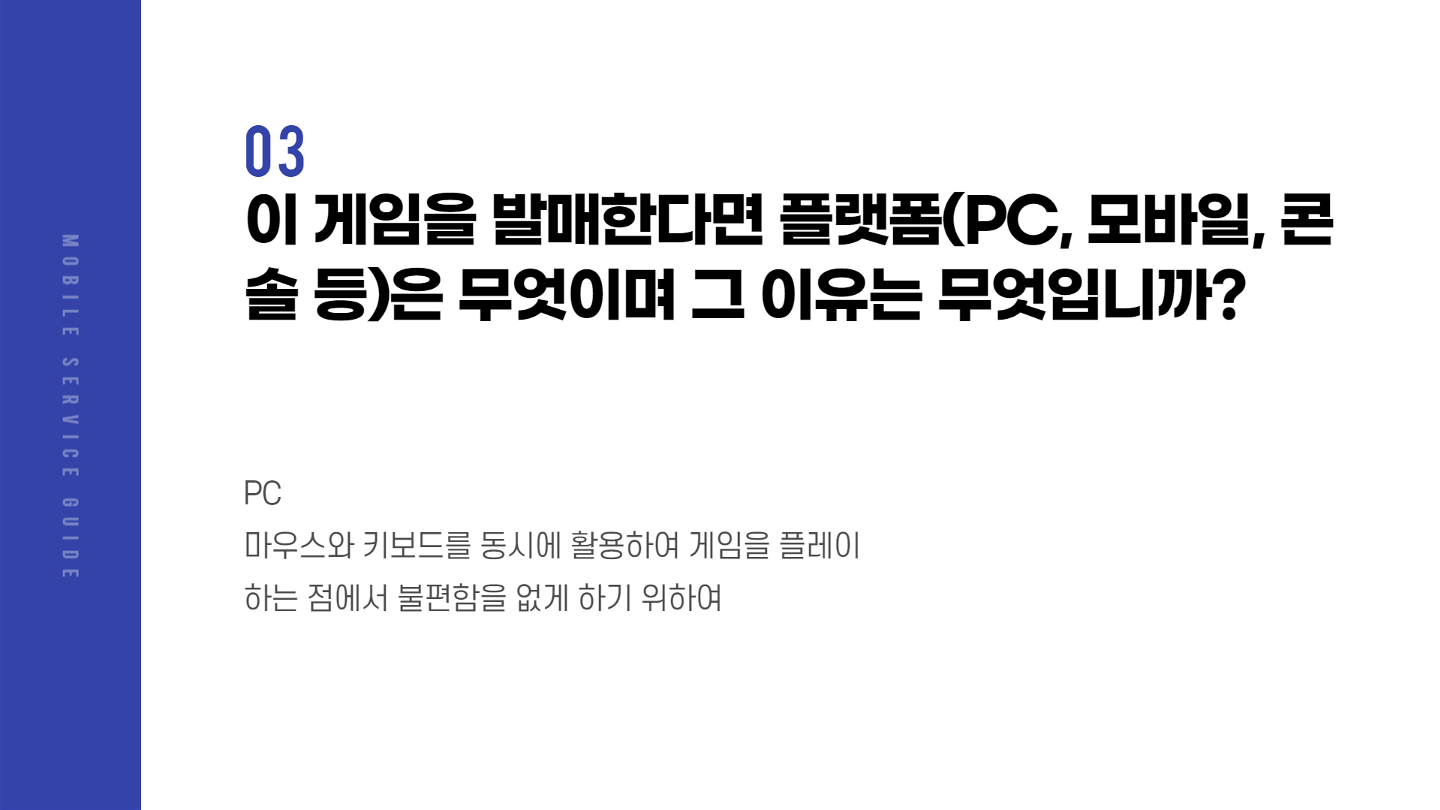 MOBILE SERVICE GUIDE
03
이 게임을 발매한다면 플랫폼(PC, 모바일, 콘
솔 등)은 무엇이며 그 이유는 무엇입니까?
PC
마우스와 키보드를 동시에 활용하여 게임을 플레이
하는 점에서 불편함을 없게 하기 위하여